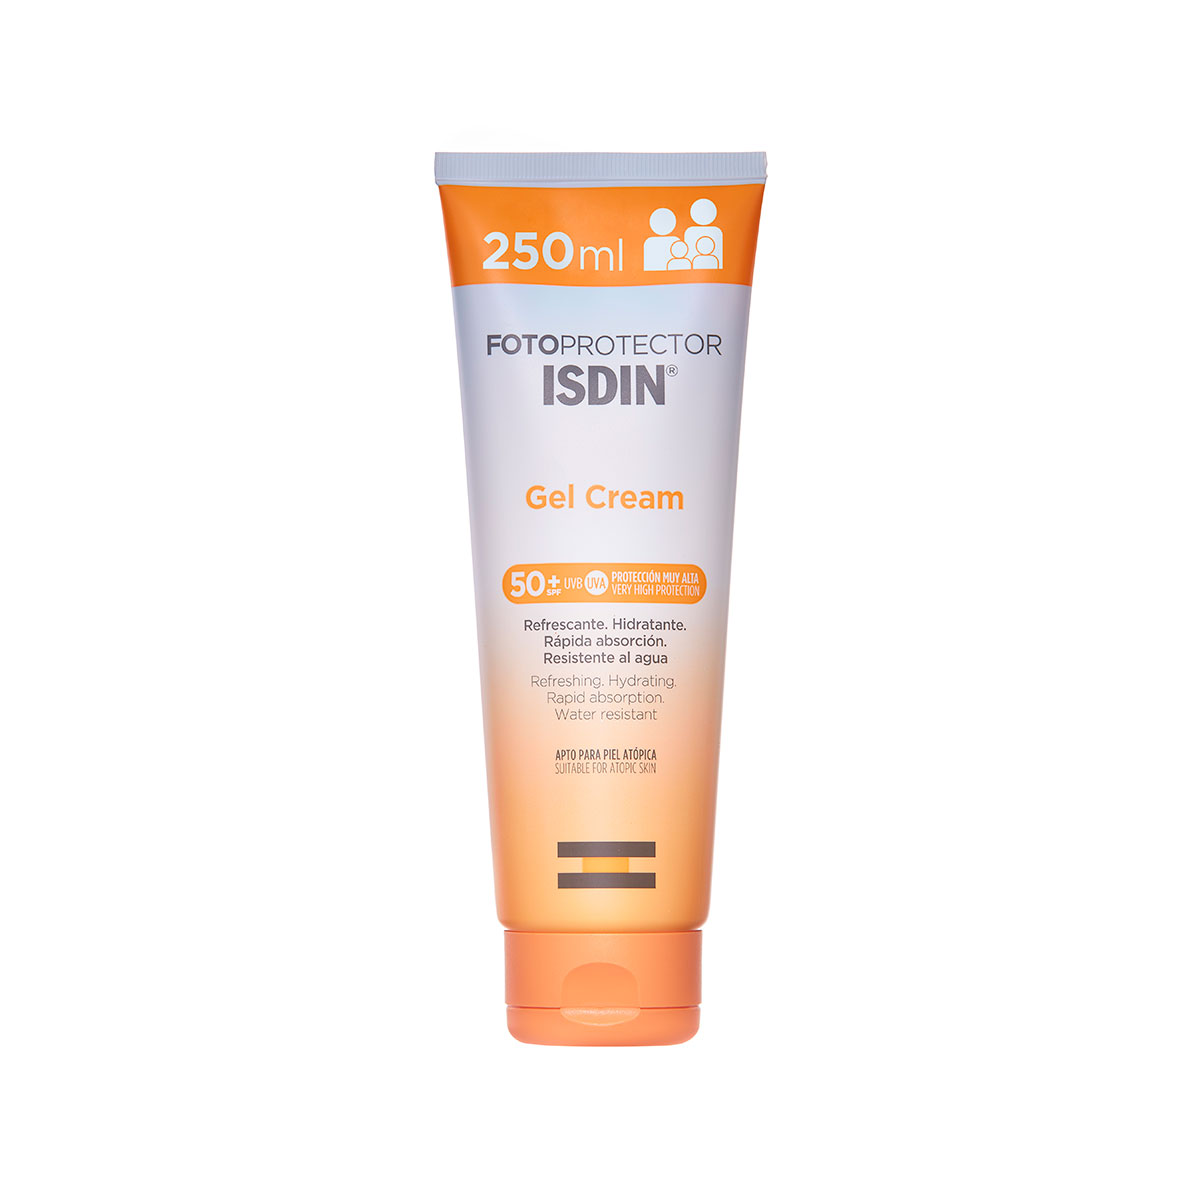 250ml
FOTOPROTECTOR
ISDIN®
Gel Cream
50+ SPF UVB UVA PROTECCIÓN MUY ALTA
VERY HIGH PROTECTION
Refrescante. Hidratante.
Rápida absorción.
Resistente al agua
Refreshing. Hydrating.
Rapid absorption.
Water resistant
APTO PARA PIEL ATÓPICA
SUITABLE FOR ATOPIC SKIN